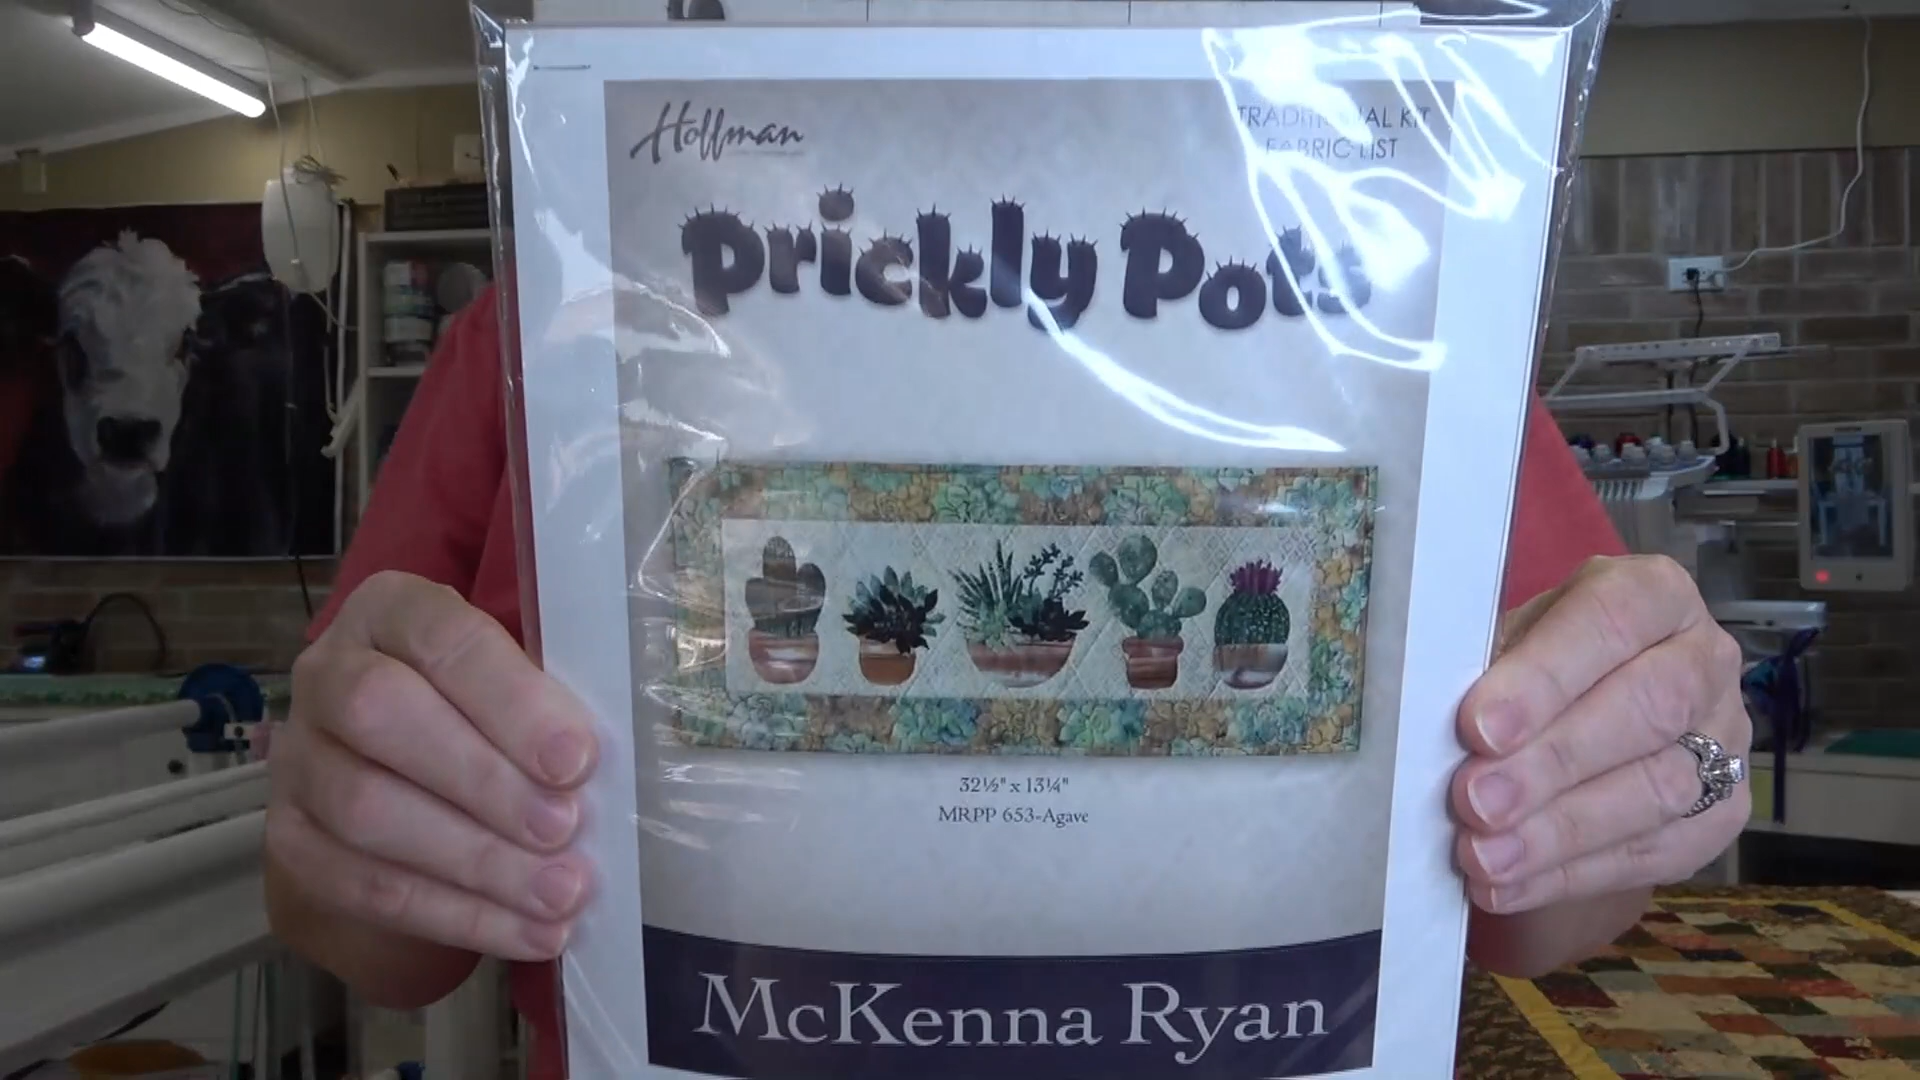 Hoffman
TRADITIONAL KIT
FABRIC LIST
Prickly Pots
32½" x 13¼"
MRPP 653-Agave
McKenna Ryan